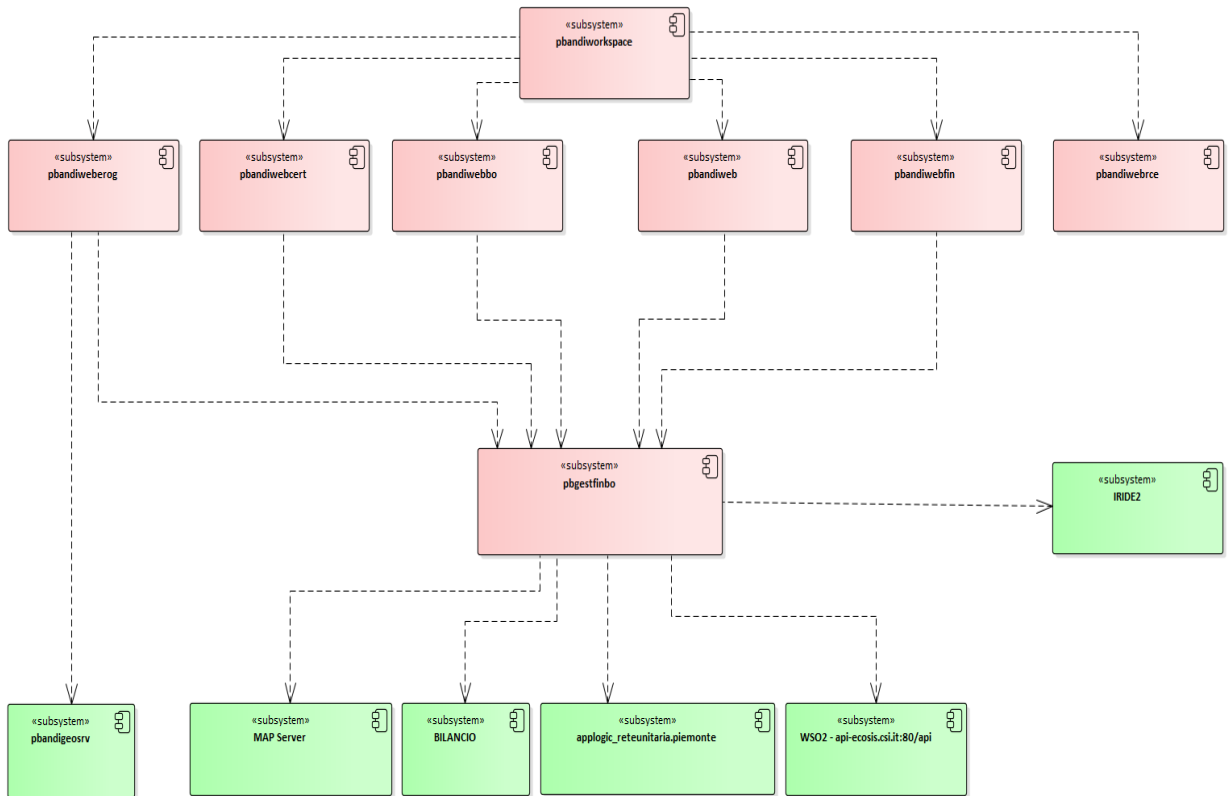 «subsystem»
pbandiworkspace
«subsystem»
pbandiweberog
«subsystem»
pbandiwebcert
«subsystem»
pbandiwebbo
«subsystem»
pbandiweb
«subsystem»
pbandiwebfin
«subsystem»
pbandiwebrce
«subsystem»
pbgestfinbo
«subsystem»
IRIDE2
«subsystem»
pbandigeosrv
«subsystem»
MAP Server
«subsystem»
BILANCIO
«subsystem»
applogic_reteunitaria.piemonte
«subsystem»
WSO2 - api-ecosis.csi.it:80/api